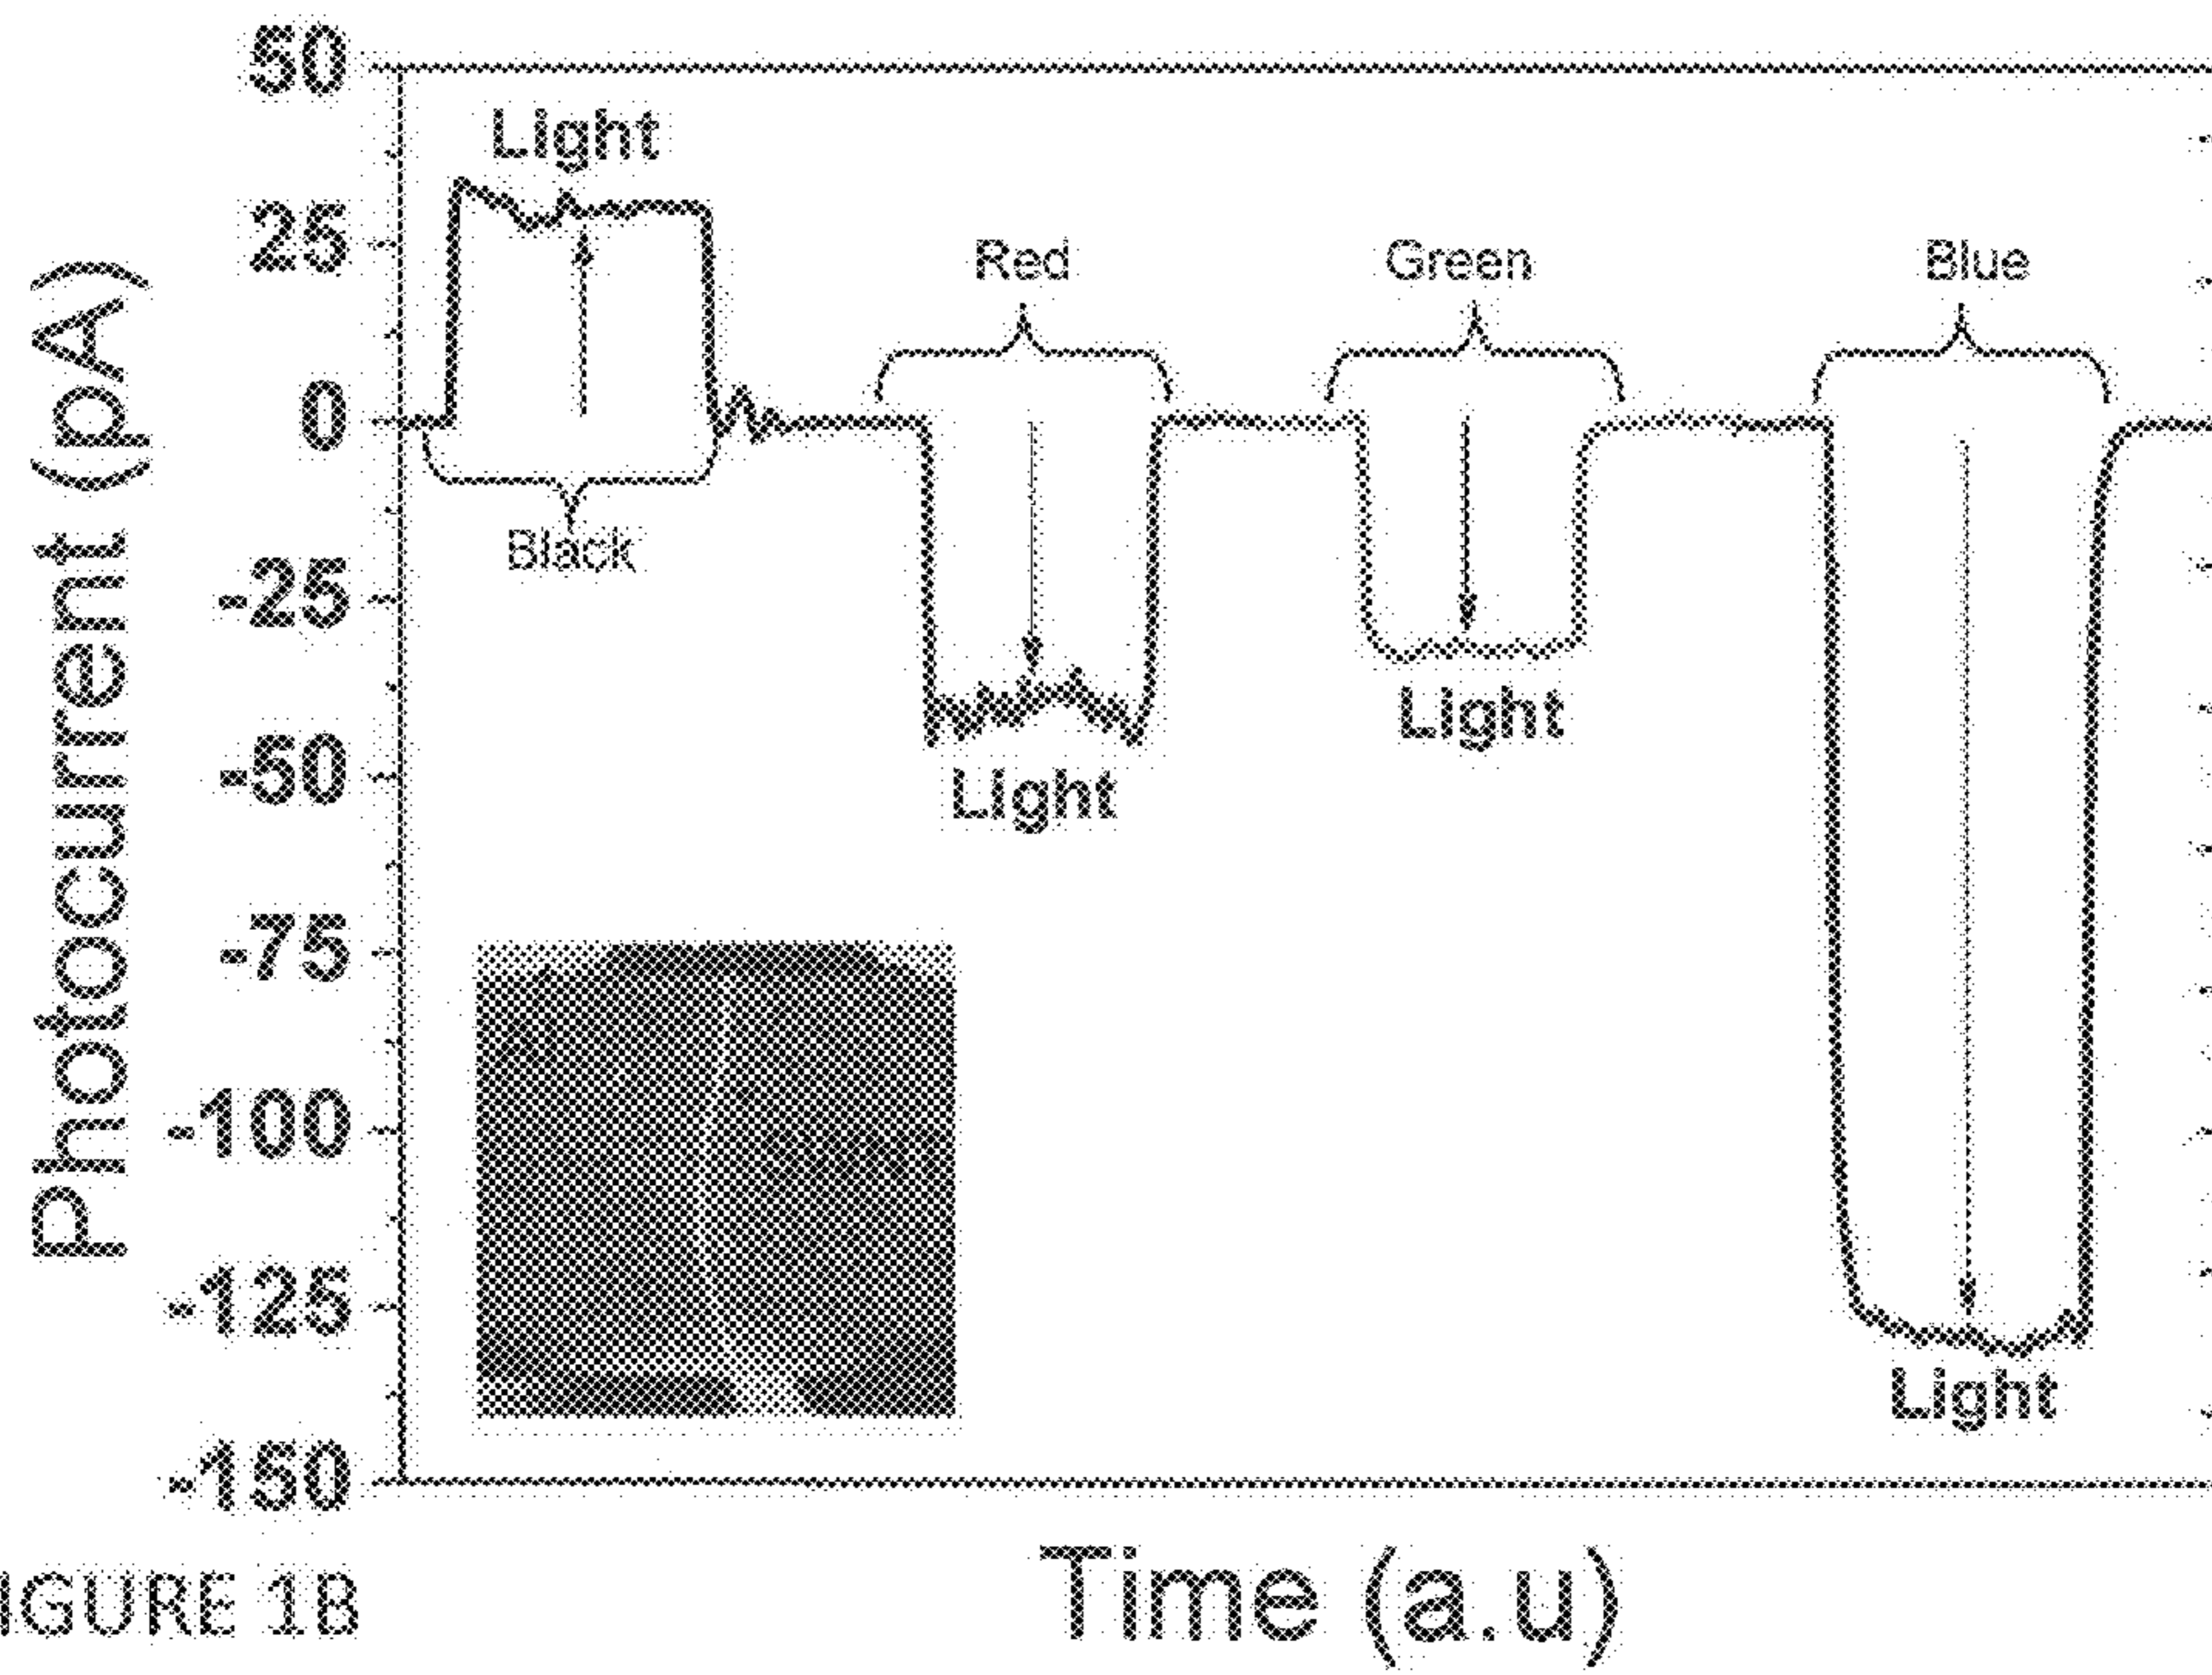 50
25
0
-25
-50
-75
-100
-125
-150
Photocurrent (pA)
Light
Black
Red
Light
Green
Light
Blue
Light
Time (a.u)
IGURE 1B